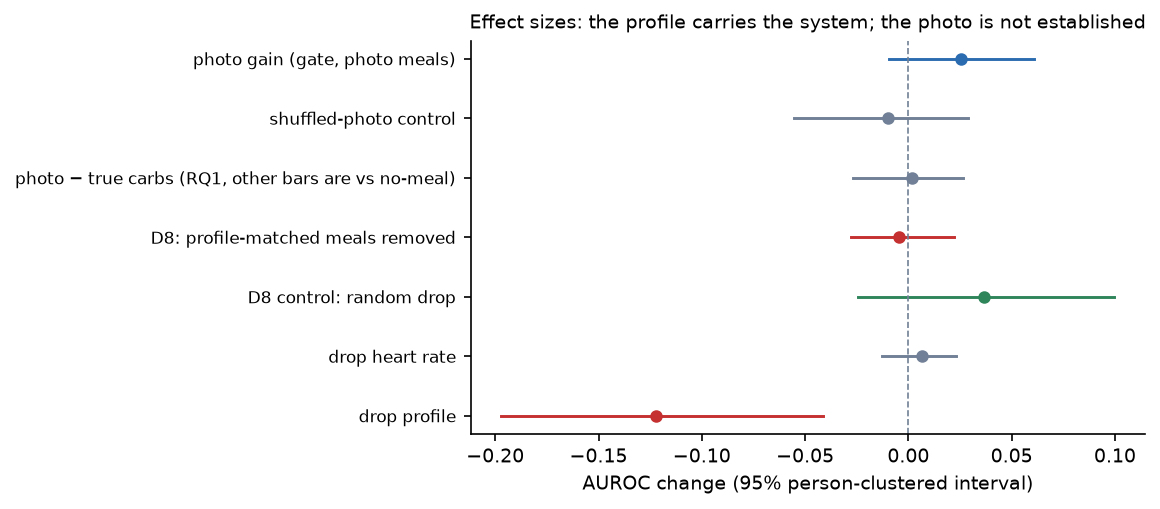 Effect sizes: the profile carries the system; the photo is not established
photo gain (gate, photo meals)
shuffled-photo control
photo − true carbs (RQ1, other bars are vs no-meal)
D8: profile-matched meals removed
D8 control: random drop
drop heart rate
drop profile
−0.20 −0.15 −0.10 −0.05 0.00 0.05 0.10
AUROC change (95% person-clustered interval)